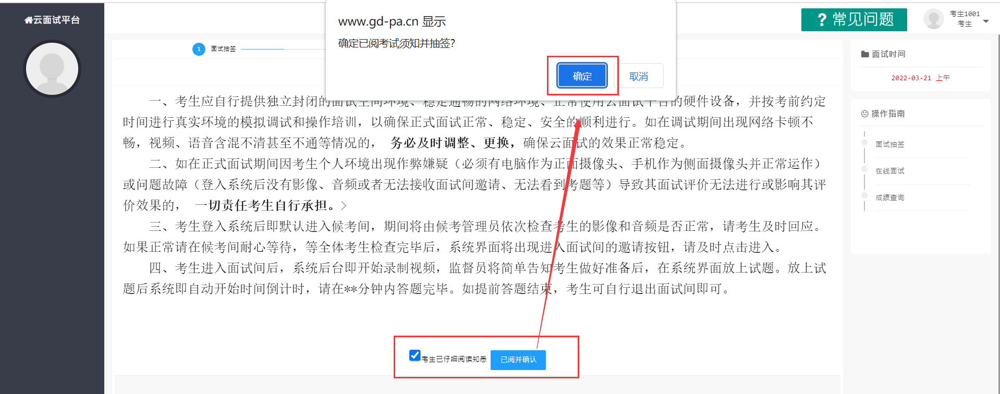 云面试平台
www.gd-pa.cn 显示
确定已阅考试须知并抽签?
确定
取消
? 常见问题
考生1001
考生
1 面试抽签
一、考生应自行提供独立封闭的面试空间环境、稳定通畅的网络环境、正常使用云面试平台的硬件设备，并按考前约定
时间进行真实环境的模拟调试和操作培训，以确保正式面试正常、稳定、安全的顺利进行。如在调试期间出现网络卡顿不
畅，视频、语音含混不清甚至不通等情况的， 务必及时调整、更换，确保云面试的效果正常稳定。
二、如在正式面试期间因考生个人环境出现作弊嫌疑（必须有电脑作为正面摄像头、手机作为侧面摄像头并正常运作）
或问题故障（登入系统后没有影像、音频或者无法接收面试间邀请、无法看到考题等）导致其面试评价无法进行或影响其评
价效果的， 一切责任考生自行承担。>
三、考生登入系统后即默认进入候考间，期间将由候考管理员依次检查考生的影像和音频是否正常，请考生及时回应。
如果正常请在候考间耐心等待，等全体考生检查完毕后，系统界面将出现进入面试间的邀请按钮，请及时点击进入。
四、考生进入面试间后，系统后台即开始录制视频，监督员将简单告知考生做好准备后，在系统界面放上试题。放上试
题后系统即自动开始时间倒计时，请在**分钟内答题完毕。如提前答题结束，考生可自行退出面试间即可。
考生已仔细阅读知悉
已阅并确认
面试时间
2022-03-21 上午
操作指南
面试抽签
在线面试
成绩查询